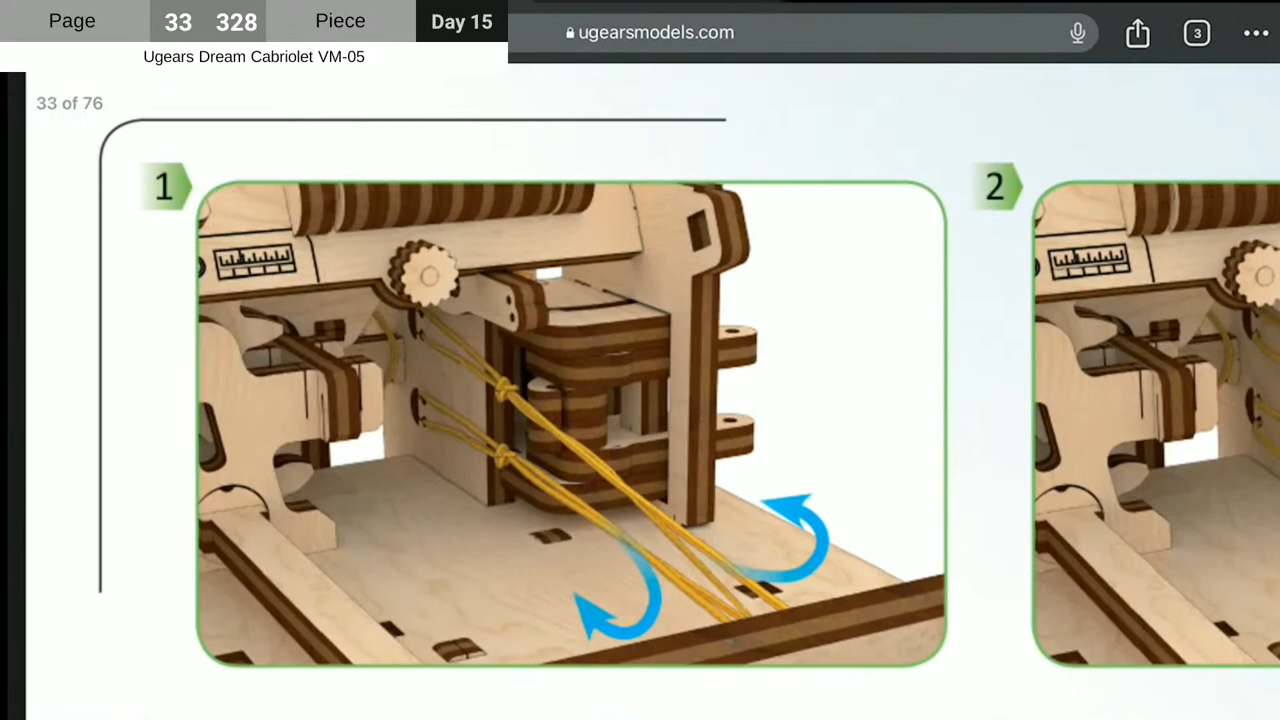 Page 33 328 Piece Day 15
ugearsmodels.com 3
Ugears Dream Cabriolet VM-05
33 of 76
1 2